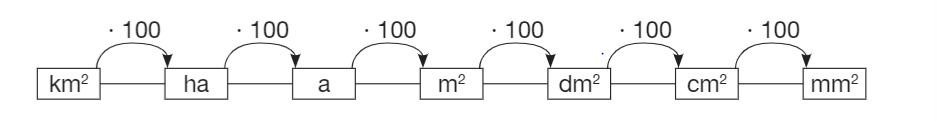 · 100 · 100 · 100 · 100 · 100 · 100
km² ha a m² dm² cm² mm²